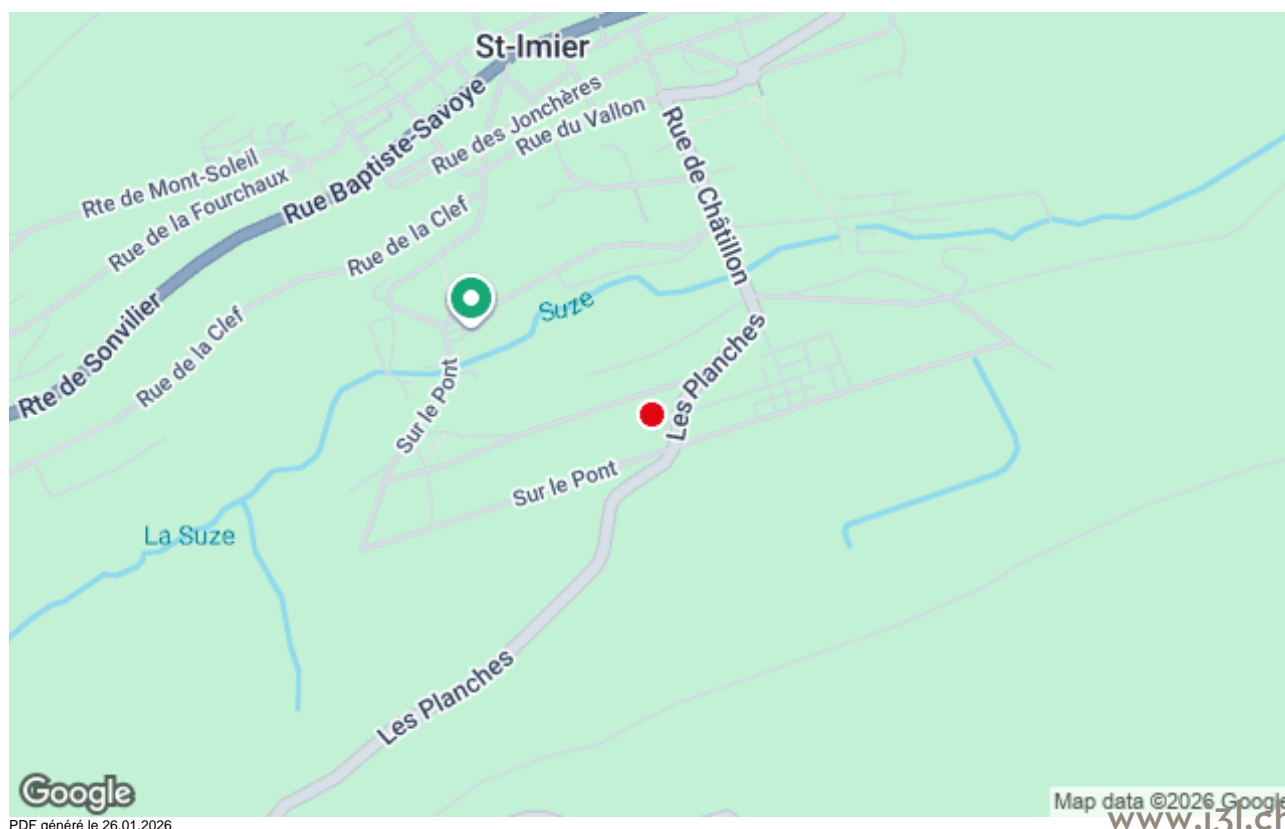 St-Imier
Rue Baptiste-Savoye
Rue des Jonchères
Rue du Vallon
Rue de Châtillon
Rte de Mont-Soleil
Rue de la Fourchaux
Rue de la Clef
Rte de Sonvilier
Rue de la Clef
Suze
Sur le Pont
Les Planches
Sur le Pont
La Suze
Les Planches
Google
Map data ©2026 Google
www.i3l.ch
PDF généré le 26.01.2026